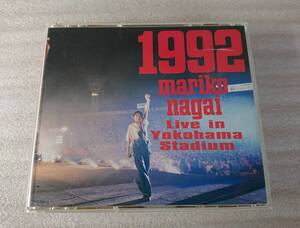 1992
mariko
nagai
Live in
Yokohama
Stadium